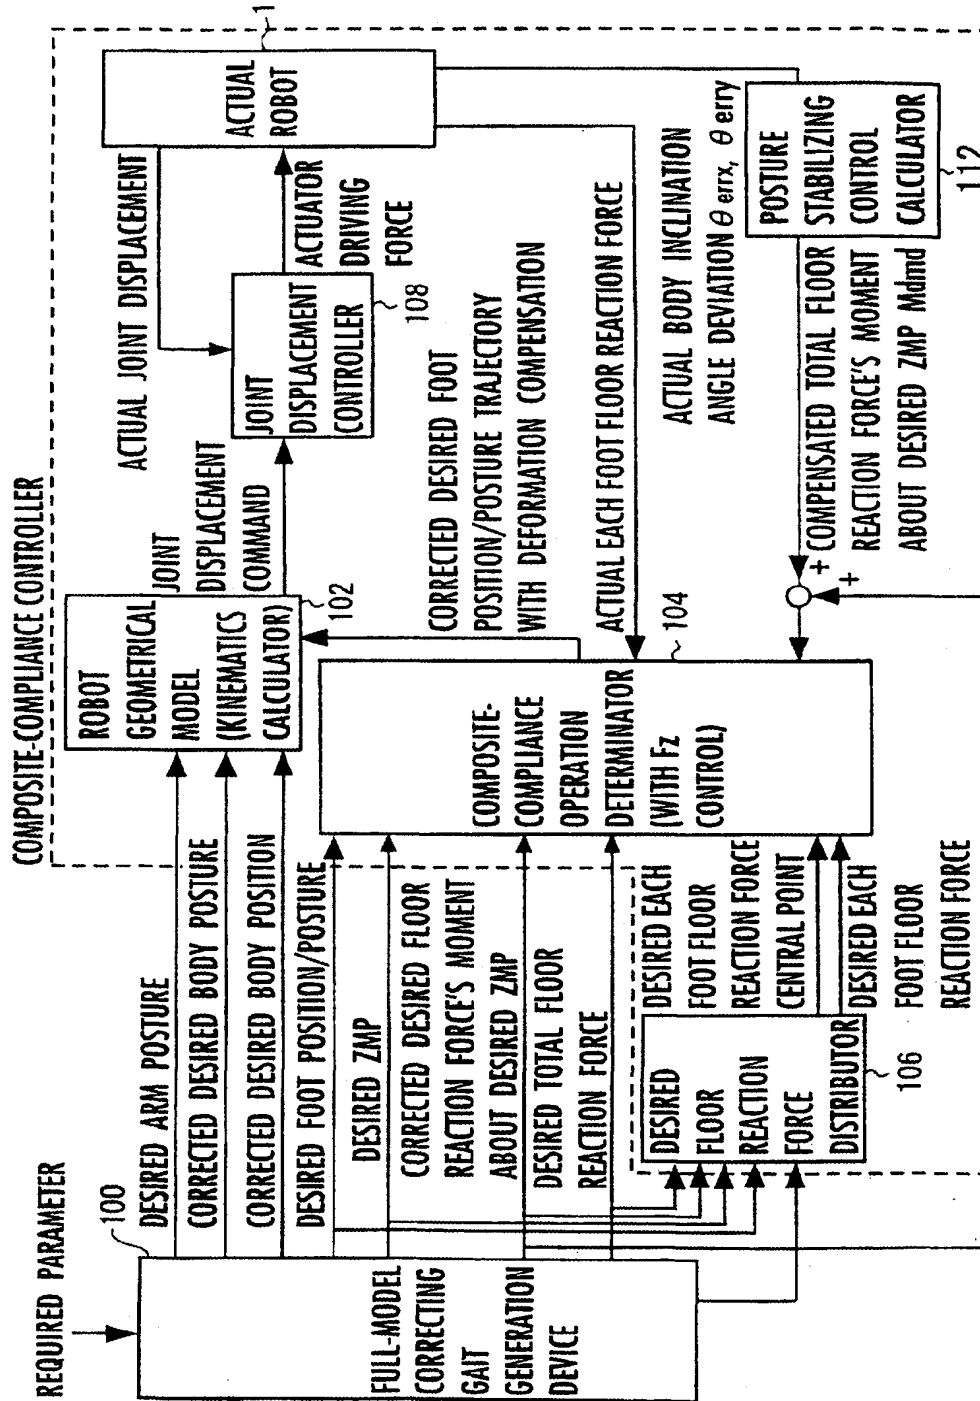 COMPOSITE-COMPLIANCE CONTROLLER
REQUIRED PARAMETER
100
FULL-MODEL
CORRECTING
GAIT
GENERATION
DEVICE
DESIRED ARM POSTURE
CORRECTED DESIRED BODY POSTURE
CORRECTED DESIRED BODY POSITION
DESIRED FOOT POSITION/POSTURE
DESIRED ZMP
CORRECTED DESIRED FLOOR
REACTION FORCE'S MOMENT
ABOUT DESIRED ZMP
DESIRED TOTAL FLOOR
REACTION FORCE
DESIRED
FLOOR
REACTION
FORCE
DISTRIBUTOR
106
DESIRED EACH
FOOT FLOOR
REACTION FORCE
CENTRAL POINT
DESIRED EACH
FOOT FLOOR
REACTION FORCE
ROBOT
GEOMETRICAL
MODEL
(KINEMATICS
CALCULATOR)
102
COMPOSITE-
COMPLIANCE
OPERATION
DETERMINATOR
(WITH Fz
CONTROL)
104
JOINT
DISPLACEMENT
COMMAND
JOINT
DISPLACEMENT
CONTROLLER
108
ACTUAL JOINT DISPLACEMENT
ACTUATOR
DRIVING
FORCE
ACTUAL
ROBOT
1
CORRECTED DESIRED FOOT
POSITION/POSTURE TRAJECTORY
WITH DEFORMATION COMPENSATION
ACTUAL EACH FOOT FLOOR REACTION FORCE
ACTUAL BODY INCLINATION
ANGLE DEVIATION θ errx, θ erry
POSTURE
STABILIZING
CONTROL
CALCULATOR
112
+ COMPENSATED TOTAL FLOOR
REACTION FORCE'S MOMENT
ABOUT DESIRED ZMP Mdmd
+